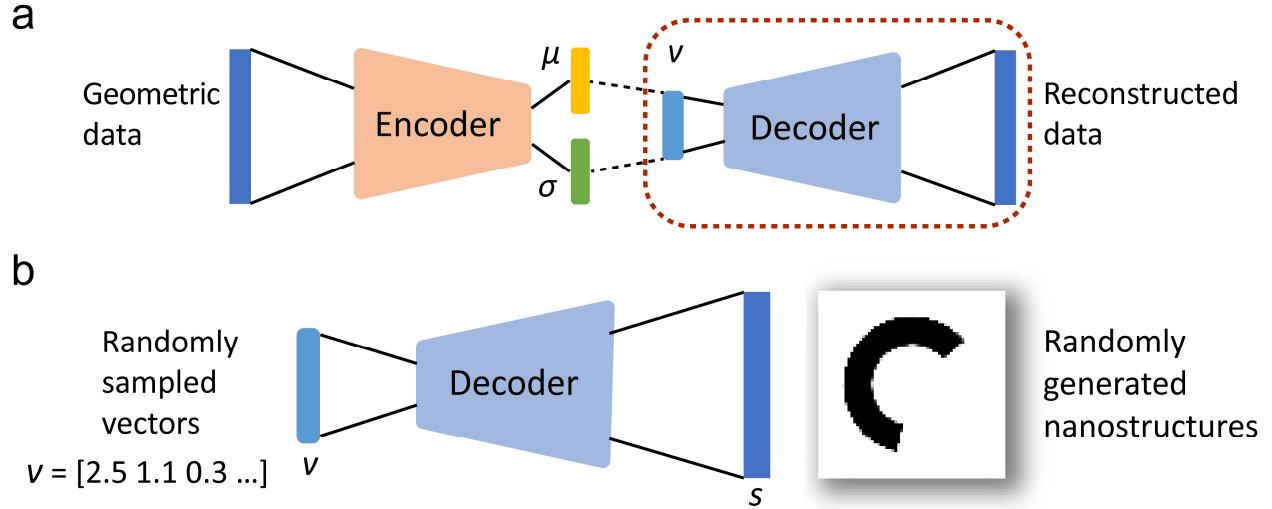 a
Geometric
data
Encoder
μ
σ
v
Decoder
Reconstructed
data
b
Randomly
sampled
vectors
v = [2.5 1.1 0.3 ...]
v
Decoder
s
Randomly
generated
nanostructures